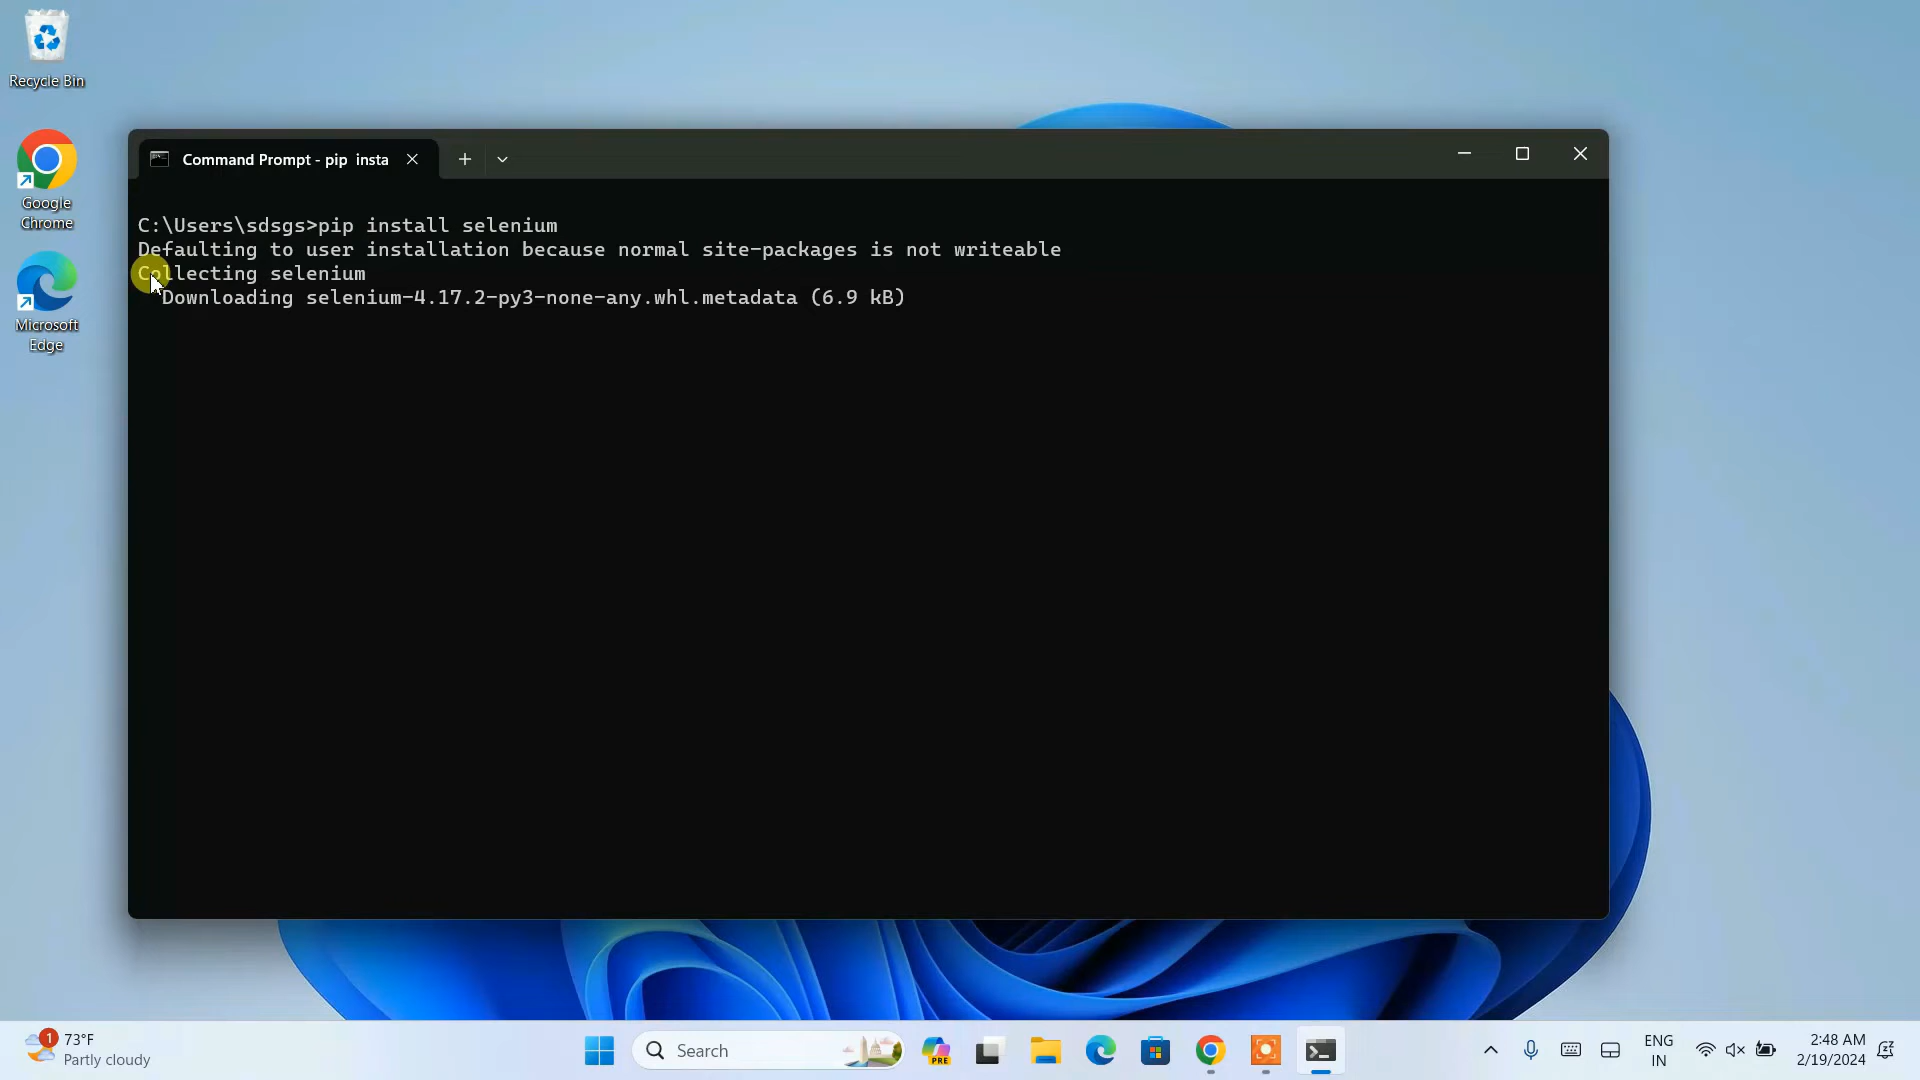 Recycle Bin
Google
Chrome
Microsoft
Edge
Command Prompt - pip  insta
C:\Users\sdsgs>pip install selenium
Defaulting to user installation because normal site-packages is not writeable
Collecting selenium
  Downloading selenium-4.17.2-py3-none-any.whl.metadata (6.9 kB)
1
73°F
Partly cloudy
Search
PRE
ENG
IN
2:48 AM
2/19/2024